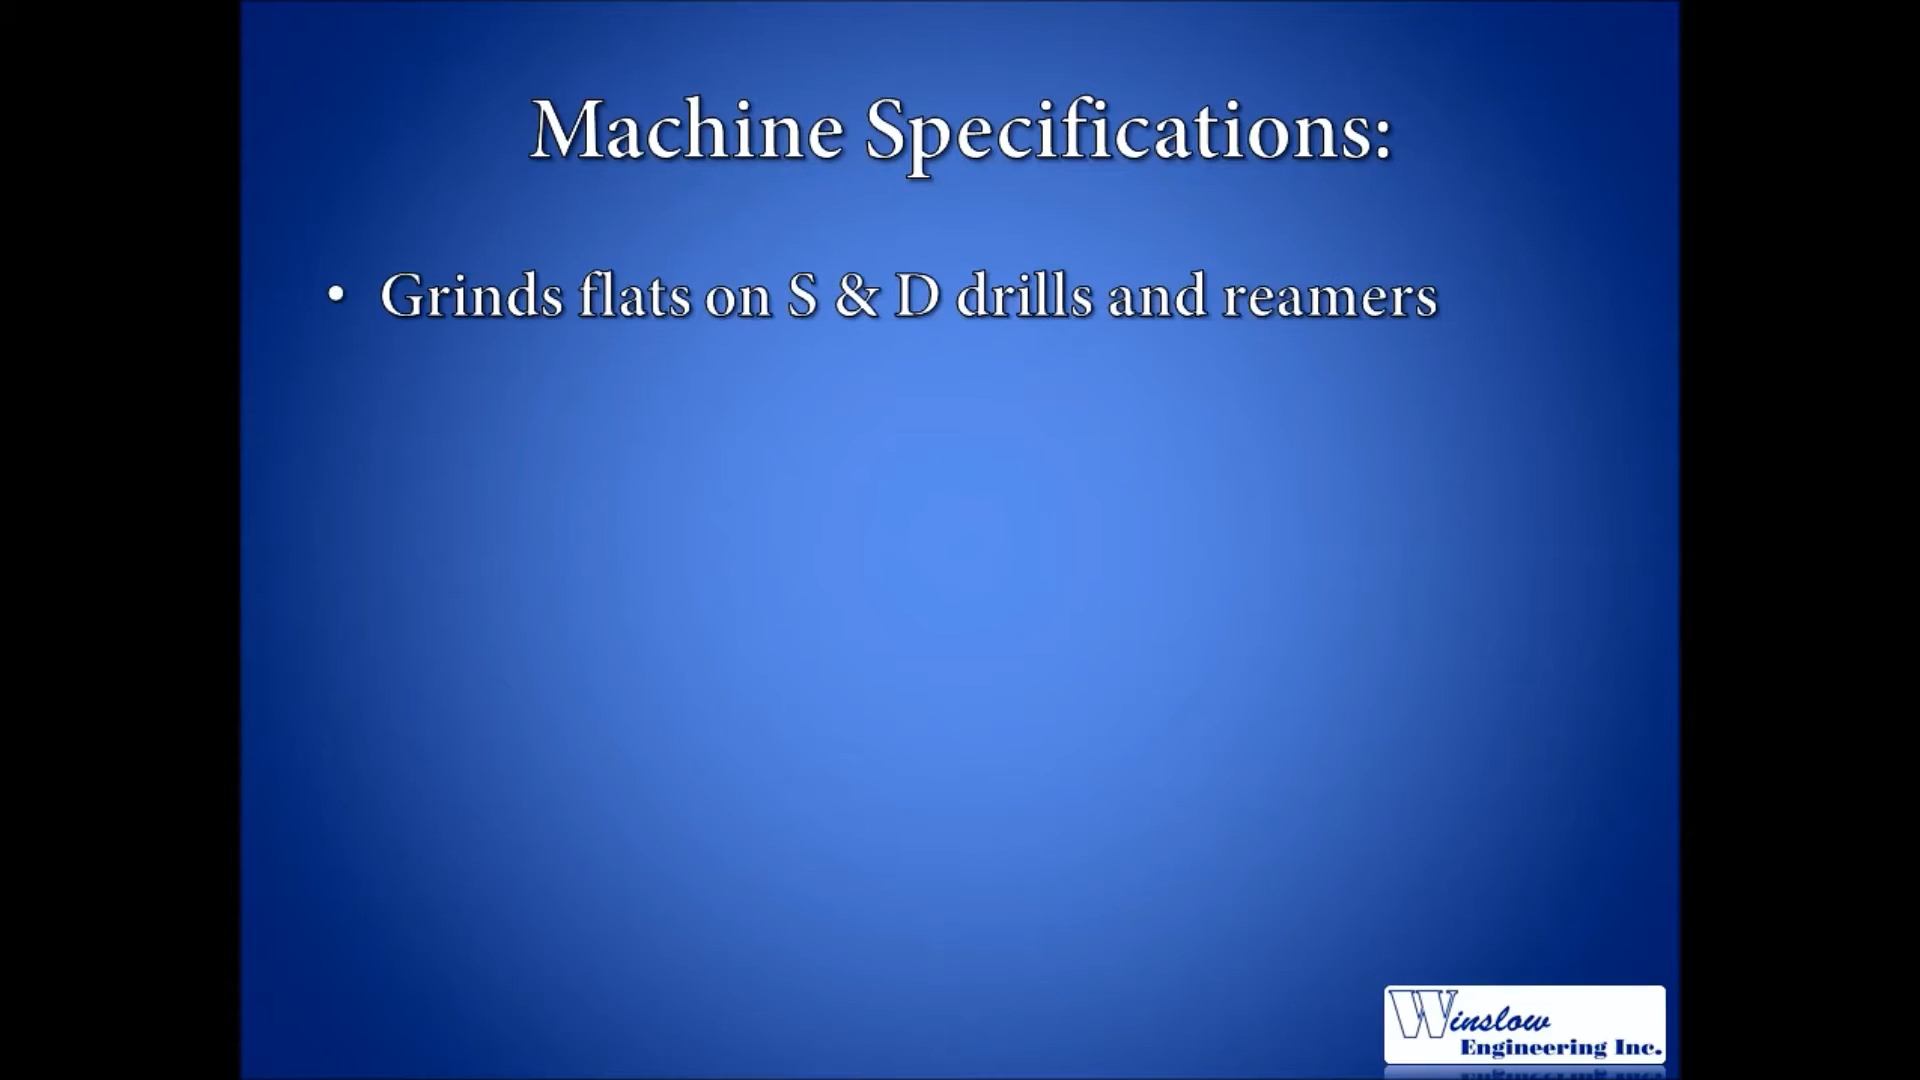 Machine Specifications:
• Grinds flats on S & D drills and reamers
Winslow
Engineering Inc.